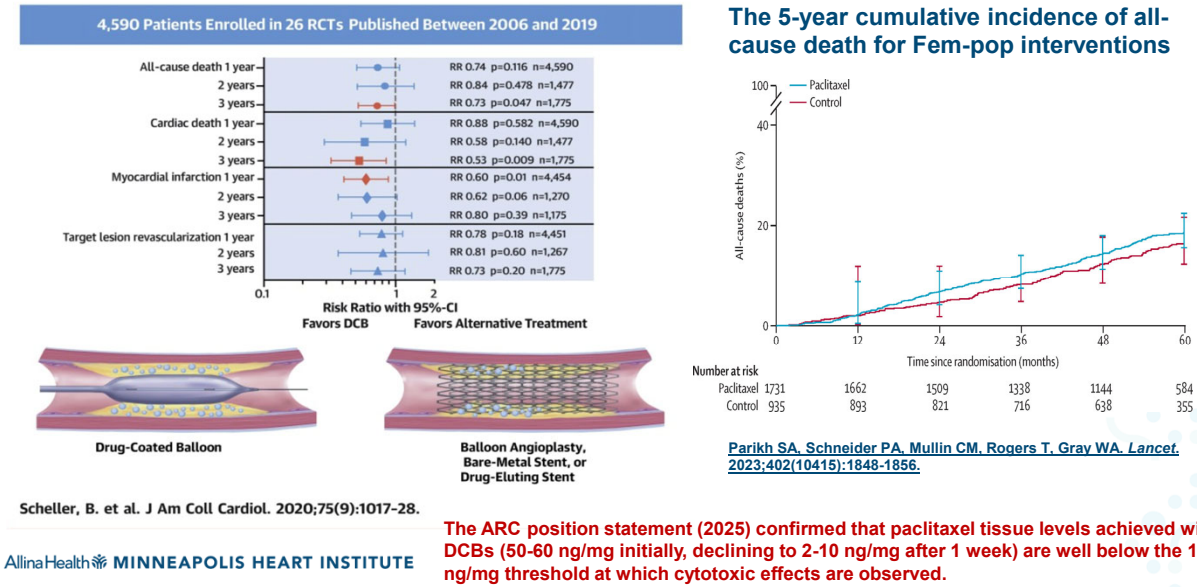 4,590 Patients Enrolled in 26 RCTs Published Between 2006 and 2019
All-cause death 1 year RR 0.74 p=0.116 n=4,590
2 years RR 0.84 p=0.478 n=1,477
3 years RR 0.73 p=0.047 n=1,775
Cardiac death 1 year RR 0.88 p=0.582 n=4,590
2 years RR 0.58 p=0.140 n=1,477
3 years RR 0.53 p=0.009 n=1,775
Myocardial infarction 1 year RR 0.60 p=0.01 n=4,454
2 years RR 0.62 p=0.06 n=1,270
3 years RR 0.80 p=0.39 n=1,175
Target lesion revascularization 1 year RR 0.78 p=0.18 n=4,451
2 years RR 0.81 p=0.60 n=1,267
3 years RR 0.73 p=0.20 n=1,775
0.1 1 2
Risk Ratio with 95%-CI
Favors DCB Favors Alternative Treatment
Drug-Coated Balloon
Balloon Angioplasty,
Bare-Metal Stent, or
Drug-Eluting Stent
Scheller, B. et al. J Am Coll Cardiol. 2020;75(9):1017–28.
AllinaHealth MINNEAPOLIS HEART INSTITUTE
The 5-year cumulative incidence of all-
cause death for Fem-pop interventions
Paclitaxel
Control
All-cause deaths (%)
100
40
20
0
0 12 24 36 48 60
Time since randomisation (months)
Number at risk
Paclitaxel 1731 1662 1509 1338 1144 584
Control 935 893 821 716 638 355
Parikh SA, Schneider PA, Mullin CM, Rogers T, Gray WA. Lancet.
2023;402(10415):1848-1856.
The ARC position statement (2025) confirmed that paclitaxel tissue levels achieved
DCBs (50-60 ng/mg initially, declining to 2-10 ng/mg after 1 week) are well below the
ng/mg threshold at which cytotoxic effects are observed.